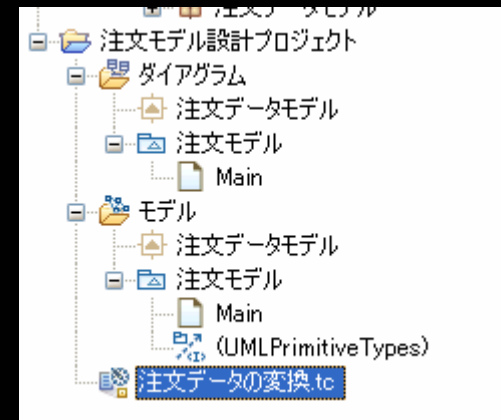 注文モデル設計プロジェクト
ダイアグラム
注文データモデル
注文モデル
Main
モデル
注文データモデル
注文モデル
Main
(UMLPrimitiveTypes)
注文データの変換.tc